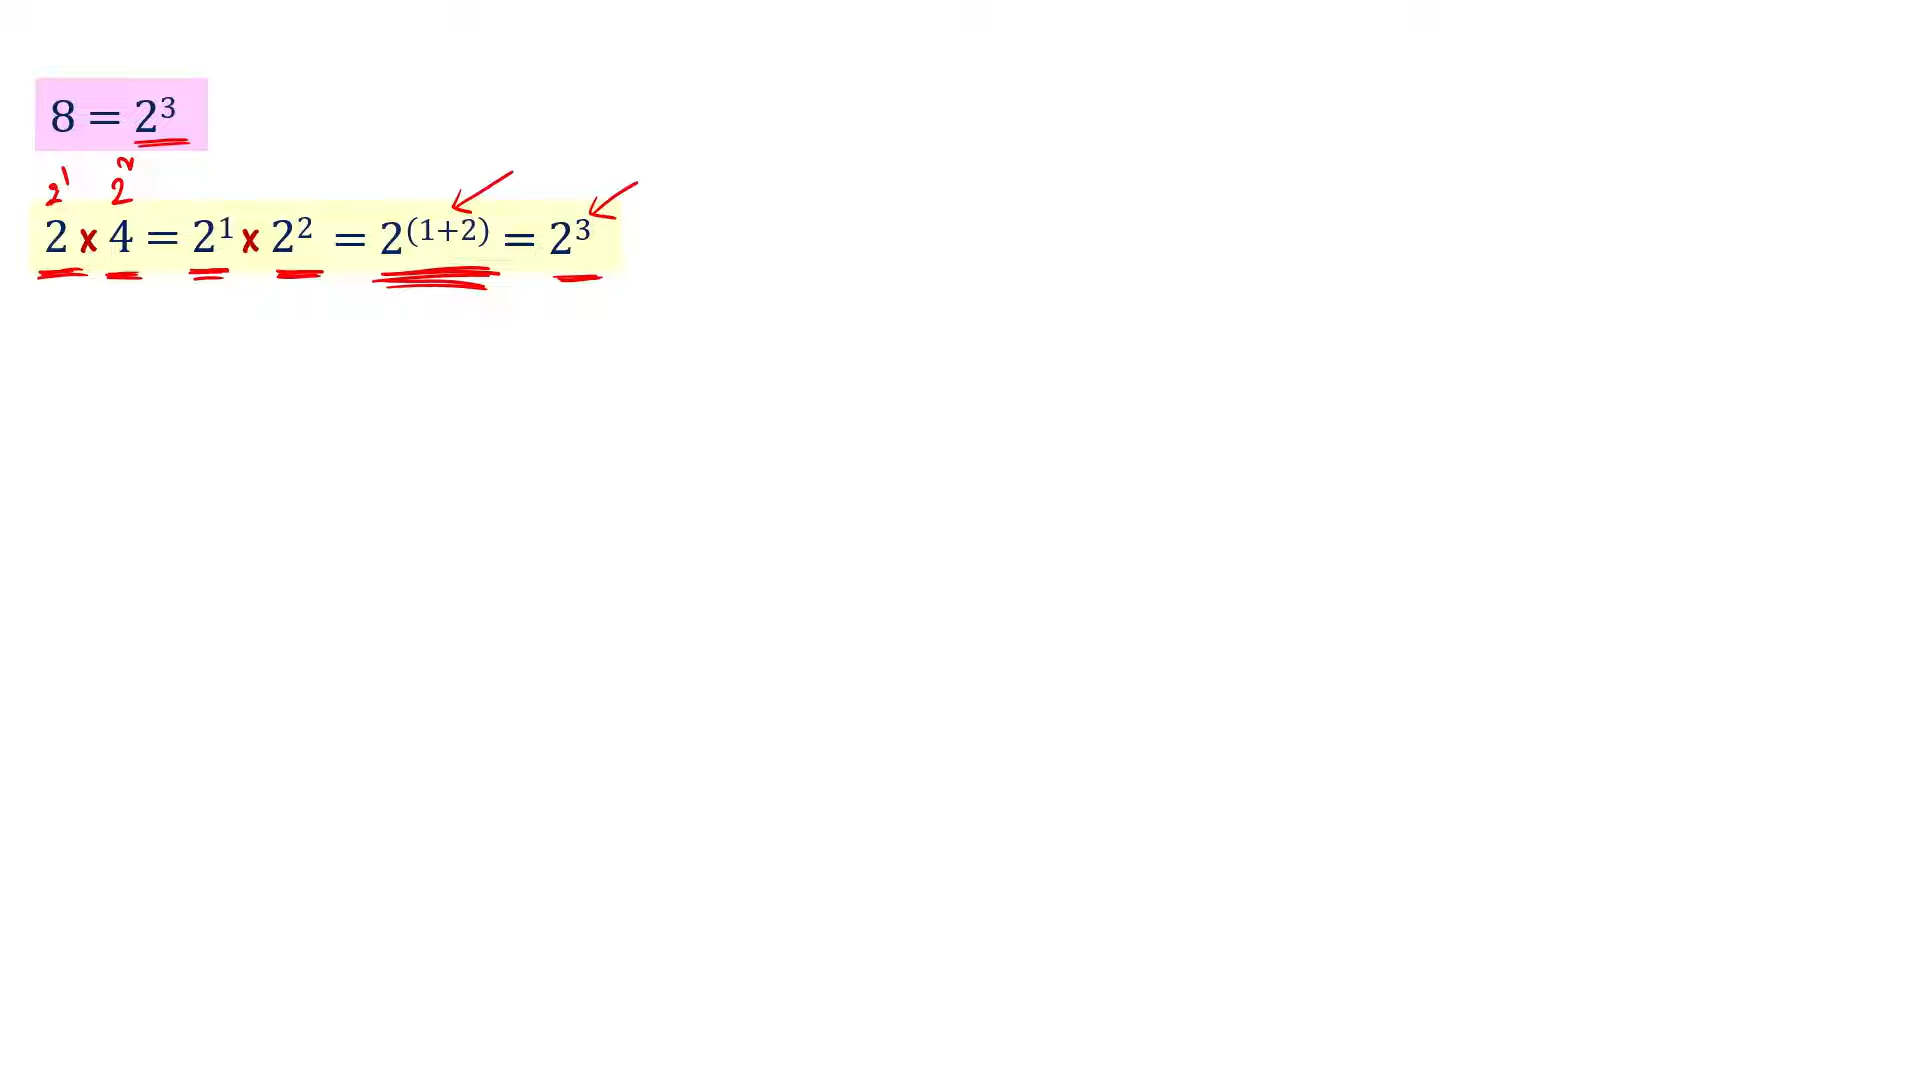 8 = 2³
2¹ 2²
2 x 4 = 2¹ x 2² = 2⁽¹⁺²⁾ = 2³